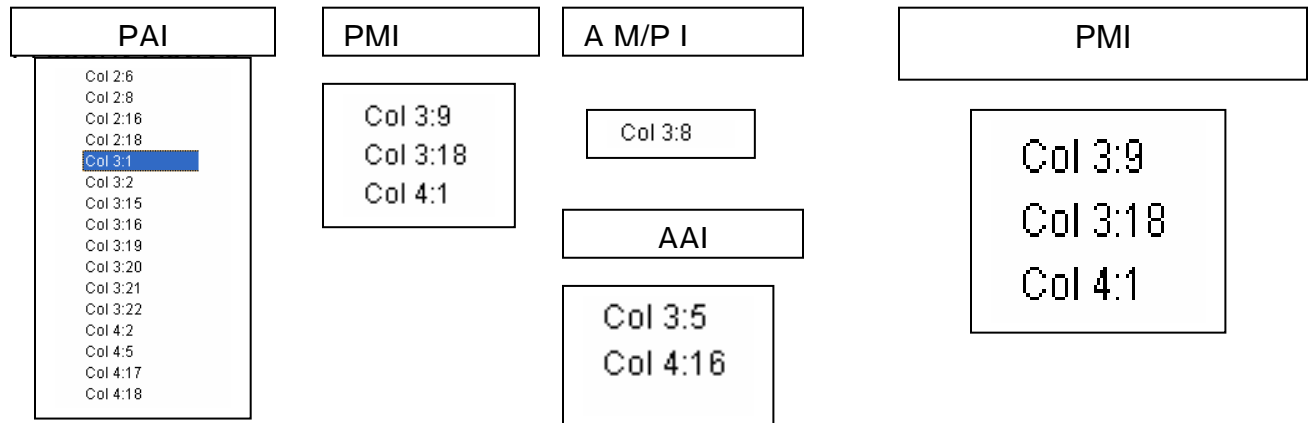 PAI
Col 2:6
Col 2:8
Col 2:16
Col 2:18
Col 3:1
Col 3:2
Col 3:15
Col 3:16
Col 3:19
Col 3:20
Col 3:21
Col 3:22
Col 4:2
Col 4:5
Col 4:17
Col 4:18
PMI
Col 3:9
Col 3:18
Col 4:1
A M/P I
Col 3:8
AAI
Col 3:5
Col 4:16
PMI
Col 3:9
Col 3:18
Col 4:1